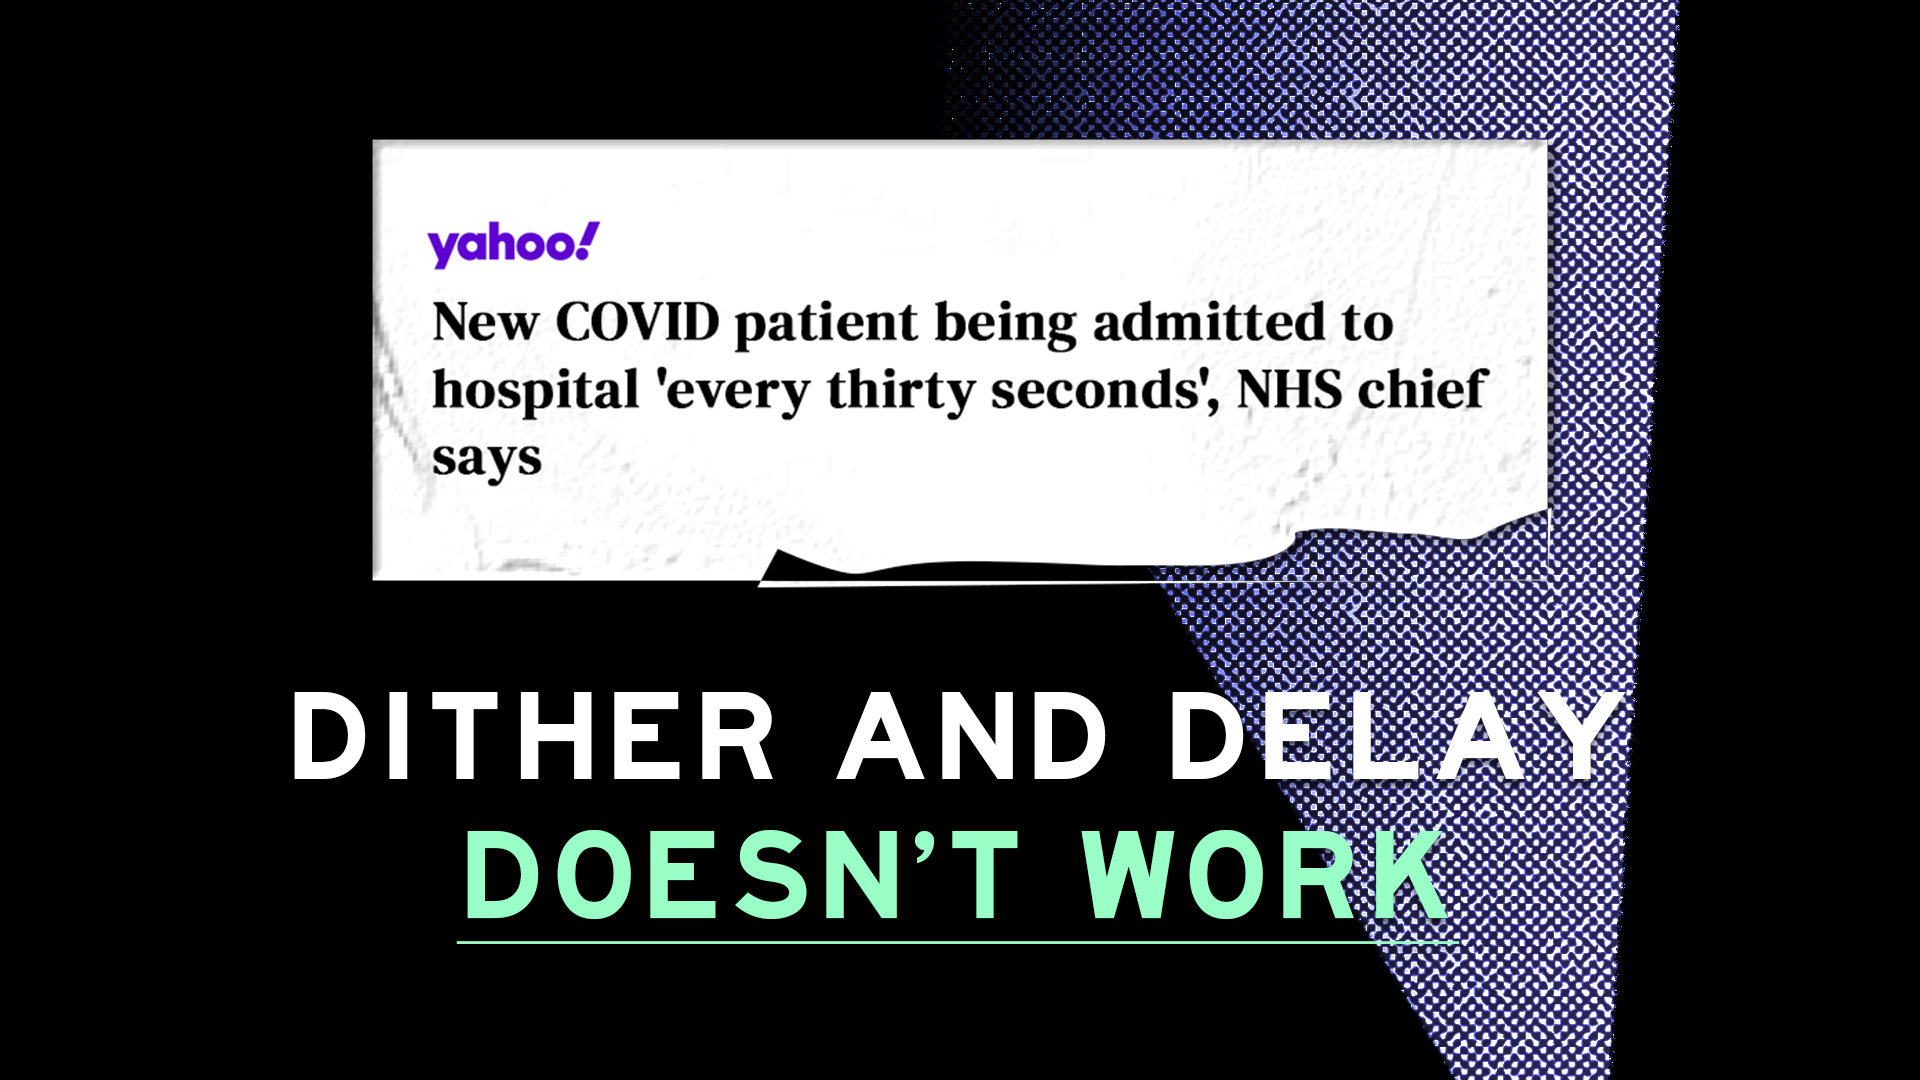 yahoo!
New COVID patient being admitted to
hospital 'every thirty seconds', NHS chief
says
DITHER AND DELAY
DOESN’T WORK